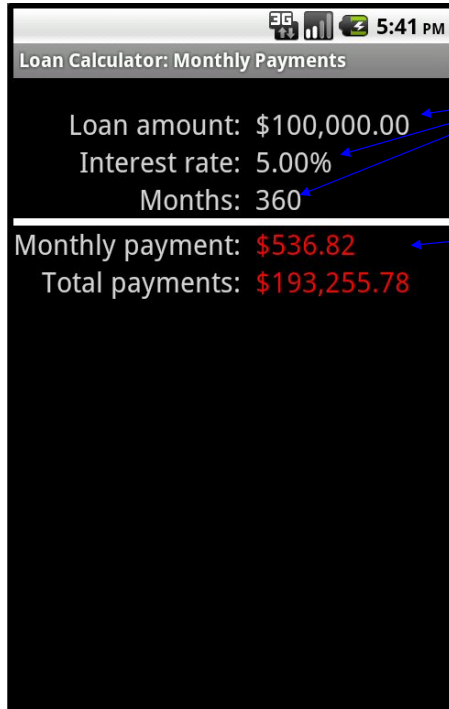 3G 5:41 PM
Loan Calculator: Monthly Payments
Loan amount: $100,000.00
Interest rate: 5.00%
Months: 360
Monthly payment: $536.82
Total payments: $193,255.78